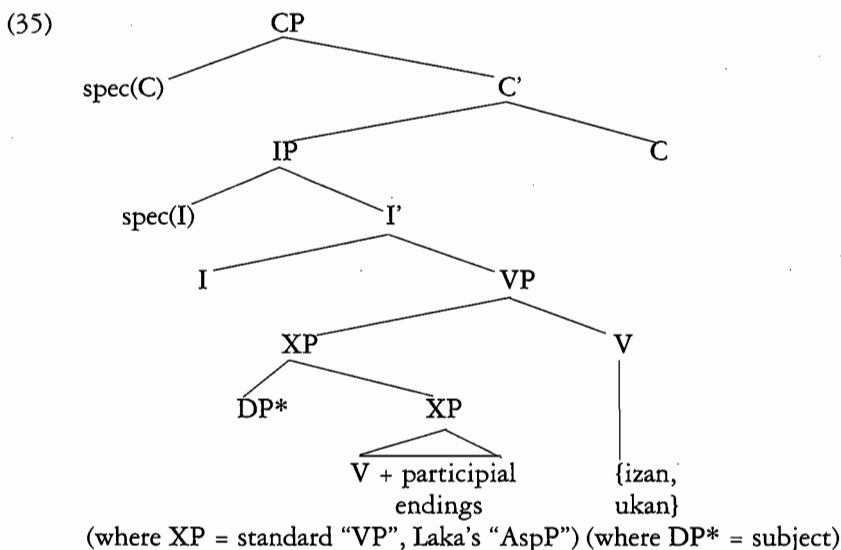 (35) CP
spec(C) C'
IP C
spec(I) I'
I VP
XP V
DP* XP
V + participial {izan,
endings ukan}
(where XP = standard “VP”, Laka's “AspP”) (where DP* = subject)